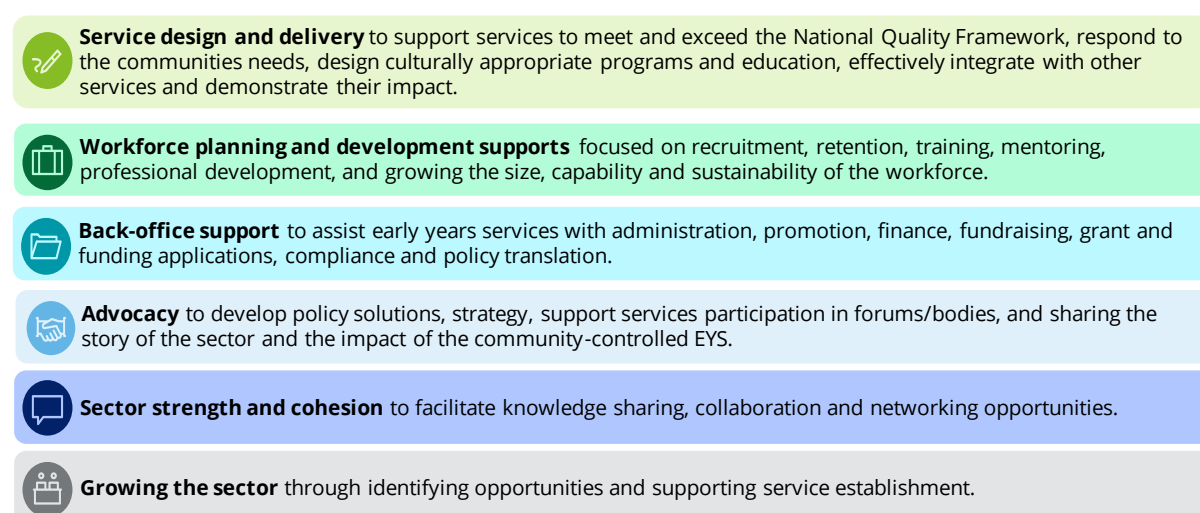 Service design and delivery to support services to meet and exceed the National Quality Framework, respond to
the communities needs, design culturally appropriate programs and education, effectively integrate with other
services and demonstrate their impact.
Workforce planning and development supports focused on recruitment, retention, training, mentoring,
professional development, and growing the size, capability and sustainability of the workforce.
Back-office support to assist early years services with administration, promotion, finance, fundraising, grant and
funding applications, compliance and policy translation.
Advocacy to develop policy solutions, strategy, support services participation in forums/bodies, and sharing the
story of the sector and the impact of the community-controlled EYS.
Sector strength and cohesion to facilitate knowledge sharing, collaboration and networking opportunities.
Growing the sector through identifying opportunities and supporting service establishment.